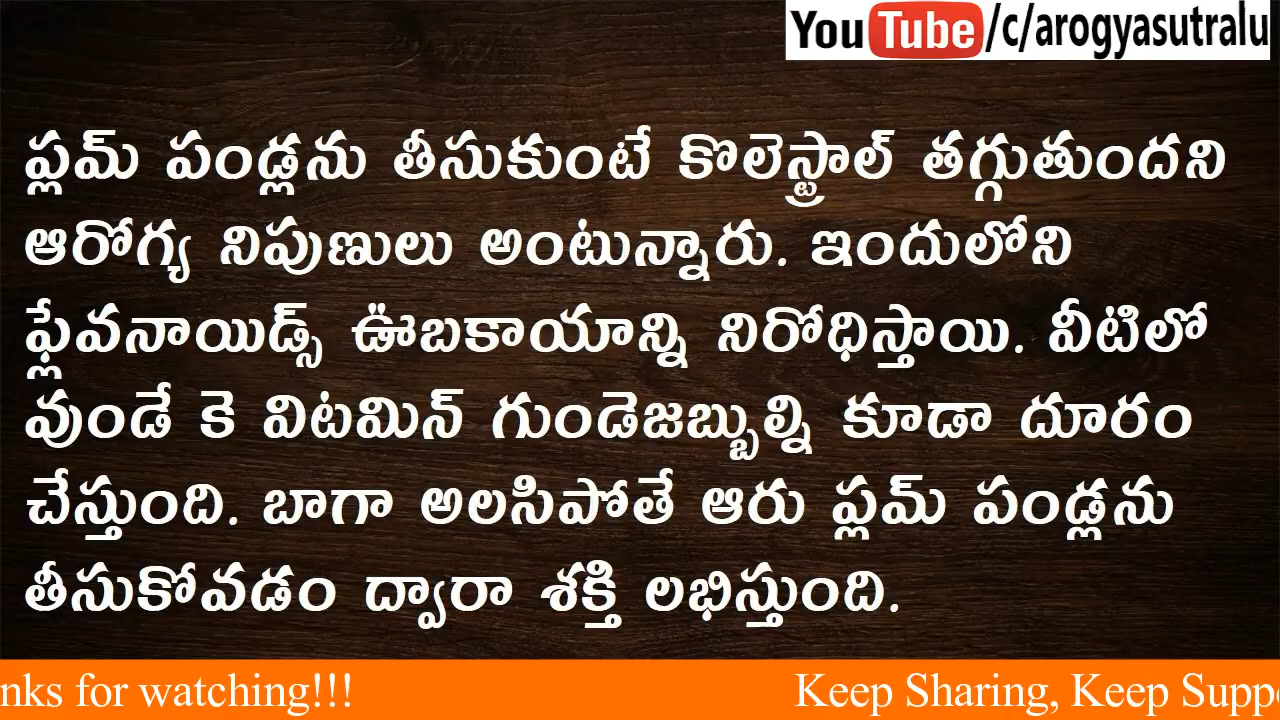 YouTube/c/arogyasutralu
ప్లమ్ పండ్లను తీసుకుంటే కొలెస్ట్రాల్ తగ్గుతుందని
ఆరోగ్య నిపుణులు అంటున్నారు. ఇందులోని
ఫ్లేవనాయిడ్స్ ఊబకాయాన్ని నిరోధిస్తాయి. వీటిలో
వుండే కె విటమిన్ గుండెజబ్బుల్ని కూడా దూరం
చేస్తుంది. బాగా అలసిపోతే ఆరు ప్లమ్ పండ్లను
తీసుకోవడం ద్వారా శక్తి లభిస్తుంది.
nks for watching!!! Keep Sharing, Keep Supp